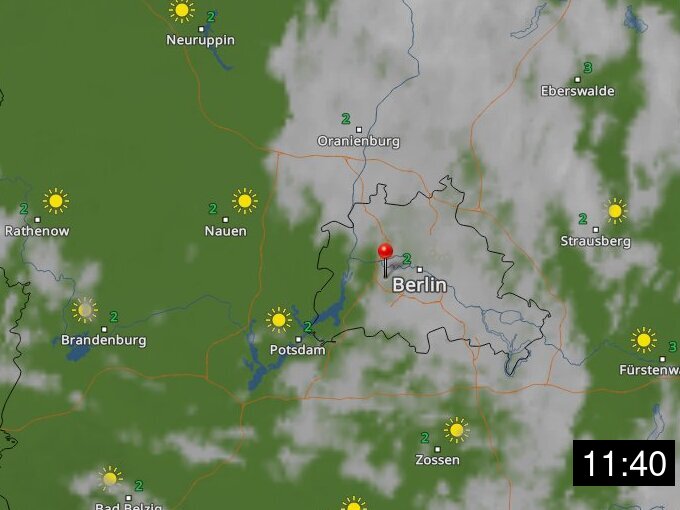 2
Neuruppin
3
Eberswalde
2
Oranienburg
2
Rathenow
2
Nauen
2
Strausberg
2
Berlin
2
Brandenburg
2
Potsdam
3
Fürstenwa
2
Zossen
11:40
2
Bad Belzig